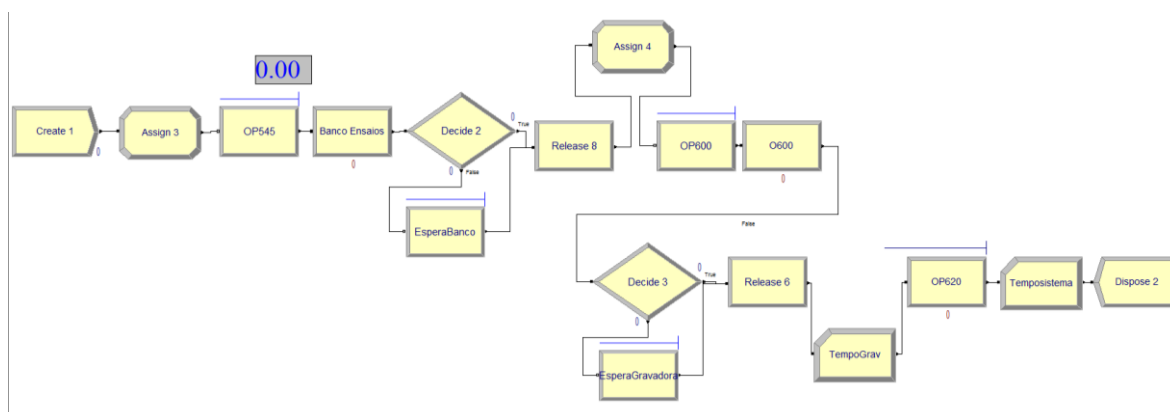 Assign 4
0.00
Create 1
0
Assign 3
OP545
Banco Ensaios
0
Decide 2
0
True
0
False
EsperaBanco
Release 8
OP600
O600
0
False
Decide 3
0
True
0
EsperaGravadora
Release 6
TempoGrav
OP620
0
Temposistema
Dispose 2